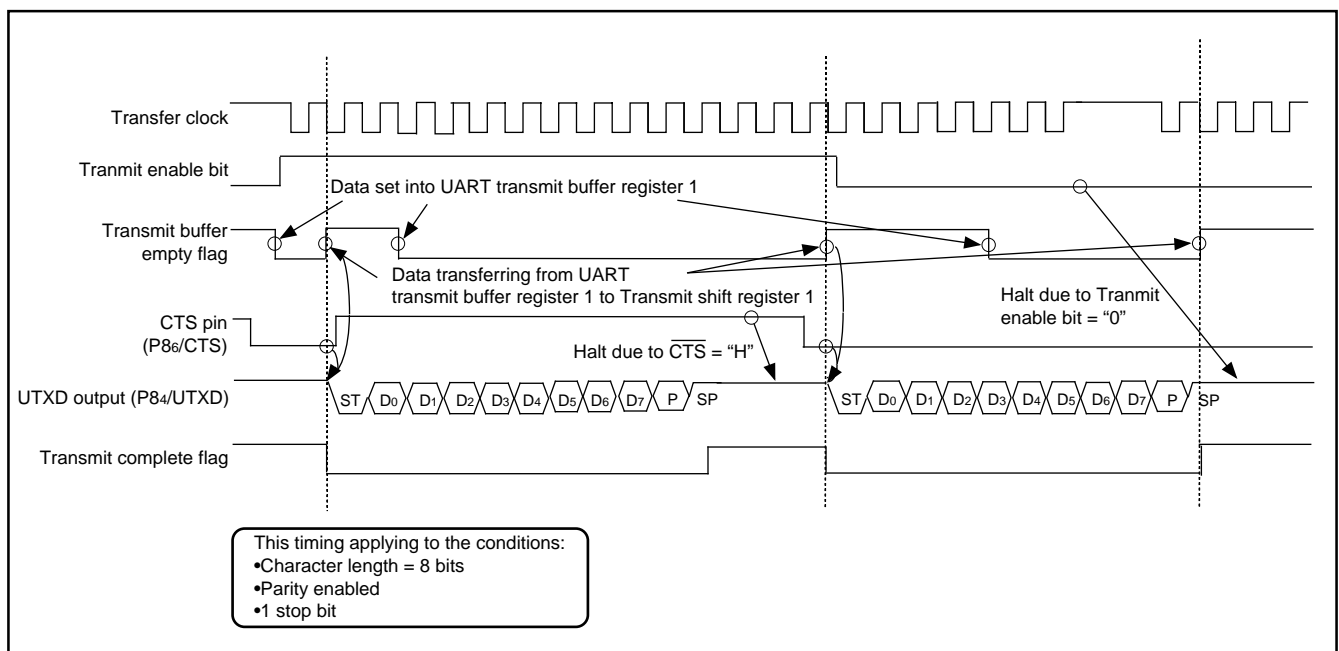 Transfer clock
Tranmit enable bit
Data set into UART transmit buffer register 1
Transmit buffer
empty flag
Data transferring from UART
transmit buffer register 1 to Transmit shift register 1
Halt due to Tranmit
enable bit = “0”
CTS pin
(P86/CTS)
Halt due to CTS = “H”
UTXD output (P84/UTXD)
ST D0 D1 D2 D3 D4 D5 D6 D7 P SP
ST D0 D1 D2 D3 D4 D5 D6 D7 P SP
Transmit complete flag
This timing applying to the conditions:
•Character length = 8 bits
•Parity enabled
•1 stop bit